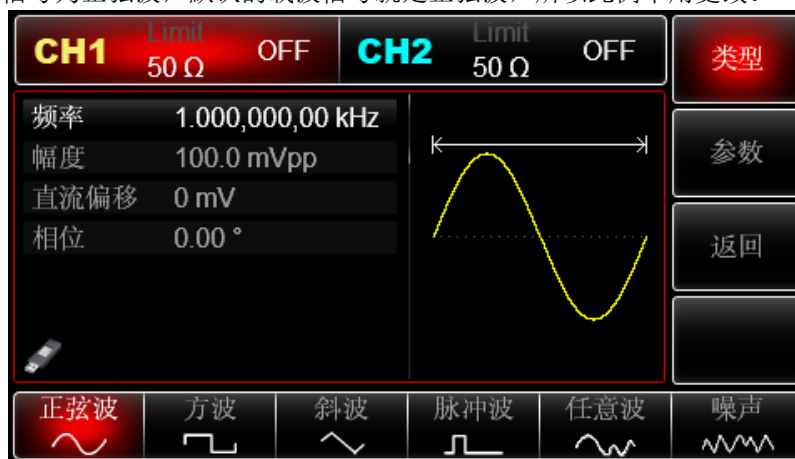 CH1 Limit 50 Ω OFF CH2 Limit 50 Ω OFF
类型
频率 1.000,000,00 kHz
幅度 100.0 mVpp
直流偏移 0 mV
相位 0.00 °
参数
返回
正弦波 方波 斜波 脉冲波 任意波 噪声